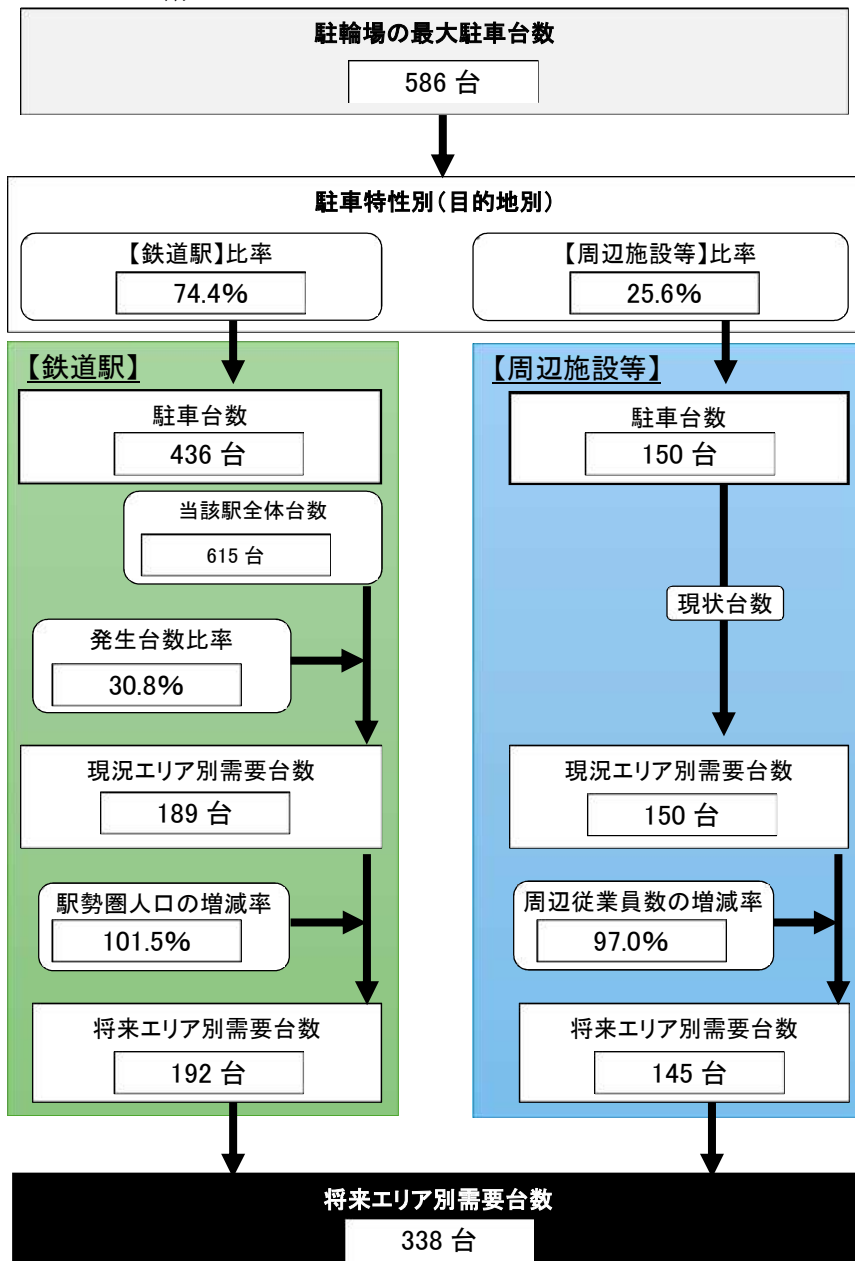 駐輪場の最大駐車台数
586 台
駐車特性別(目的地別)
【鉄道駅】比率
74.4%
【周辺施設等】比率
25.6%
【鉄道駅】
駐車台数
436 台
当該駅全体台数
615 台
発生台数比率
30.8%
現況エリア別需要台数
189 台
駅勢圏人口の増減率
101.5%
将来エリア別需要台数
192 台
【周辺施設等】
駐車台数
150 台
現状台数
現況エリア別需要台数
150 台
周辺従業員数の増減率
97.0%
将来エリア別需要台数
145 台
将来エリア別需要台数
338 台